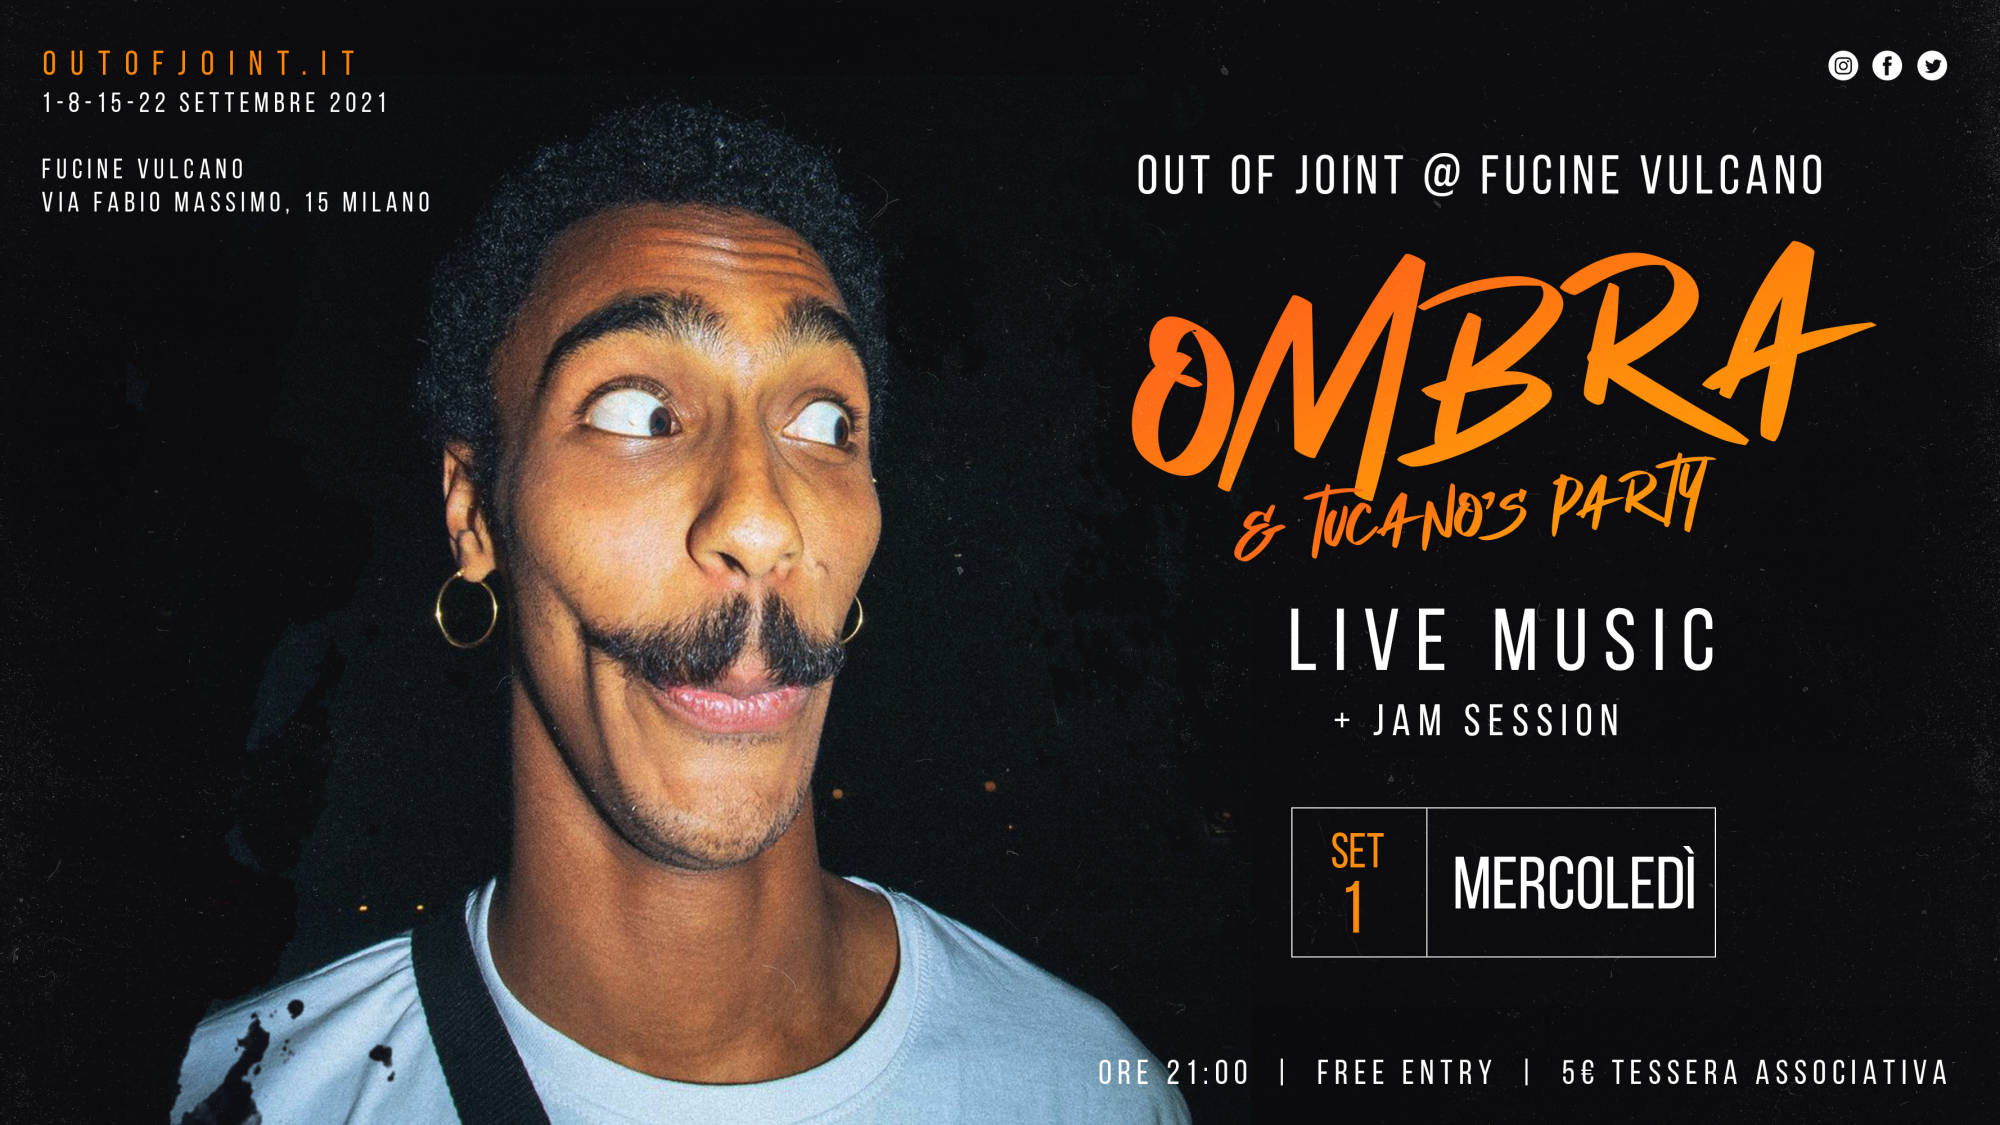 OUTOFJOINT.IT
1-8-15-22 SETTEMBRE 2021
FUCINE VULCANO
VIA FABIO MASSIMO, 15 MILANO
OUT OF JOINT @ FUCINE VULCANO
OMBRA
& TUCANO'S PARTY
LIVE MUSIC
+ JAM SESSION
SET
1
MERCOLEDÌ
ORE 21:00 | FREE ENTRY | 5€ TESSERA ASSOCIATIVA